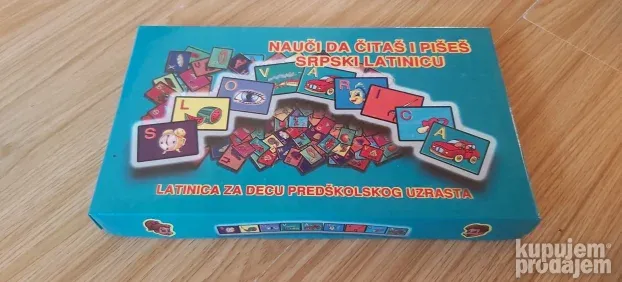 NAUČI DA ČITAŠ I PIŠEŠ
SRPSKI LATINICU
S L O V A R I C A
LATINICA ZA DECU PREDŠKOLSKOG UZRASTA
kupujem
prodajem